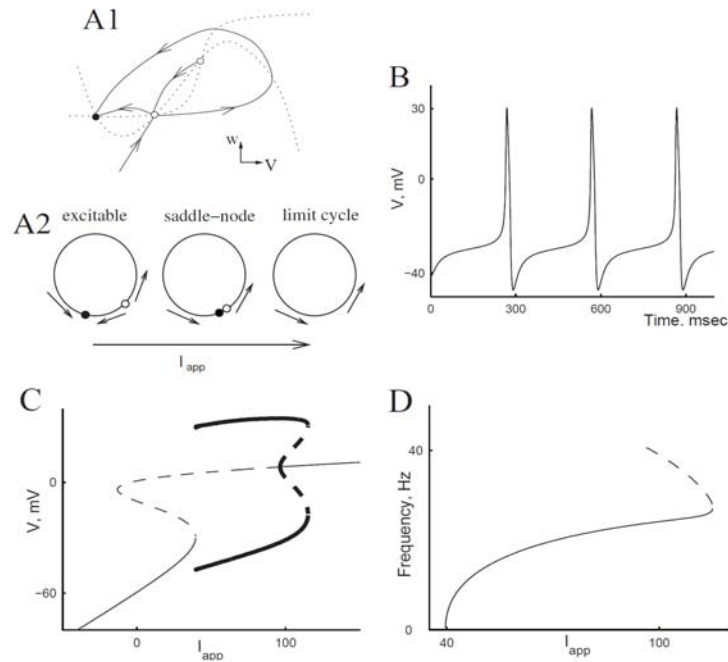 A1
w
V
A2
excitable saddle-node limit cycle
I app
B
V, mV
30
0
-40
0 300 600 900
Time. msec
C
V, mV
0
-60
0 100
I app
D
Frequency, Hz
40
0
40 100
I app